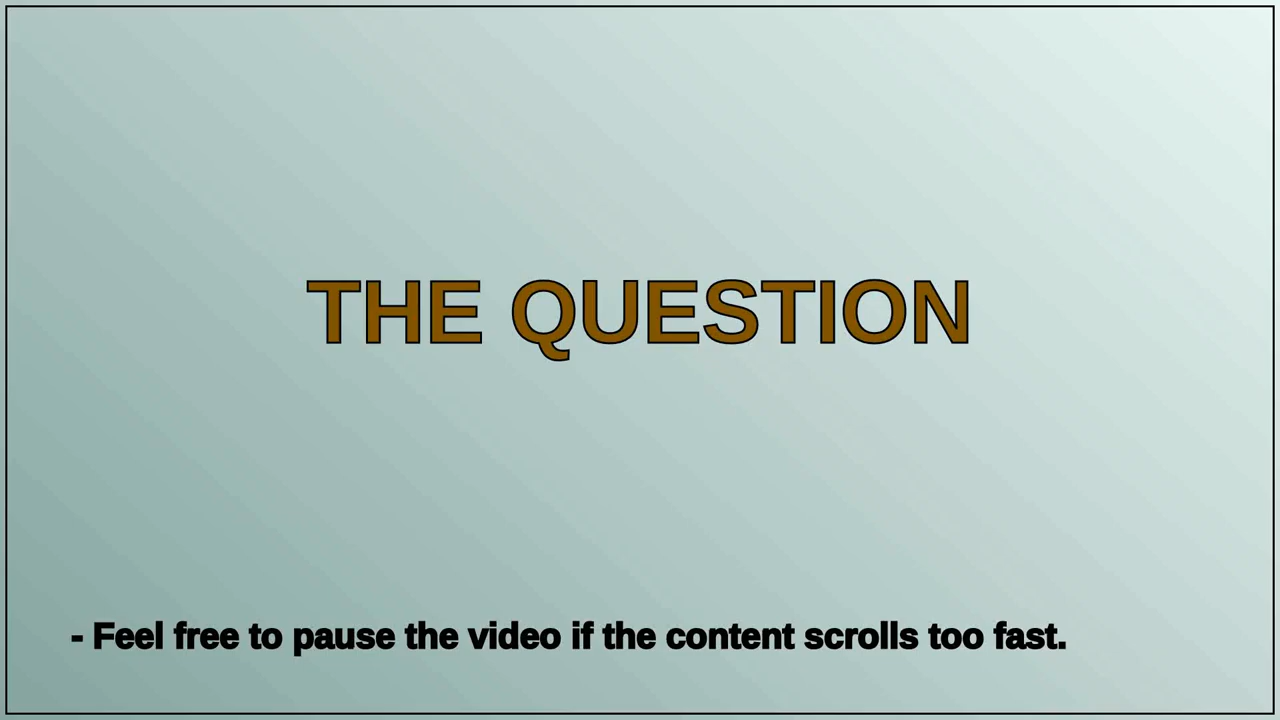 THE QUESTION
- Feel free to pause the video if the content scrolls too fast.